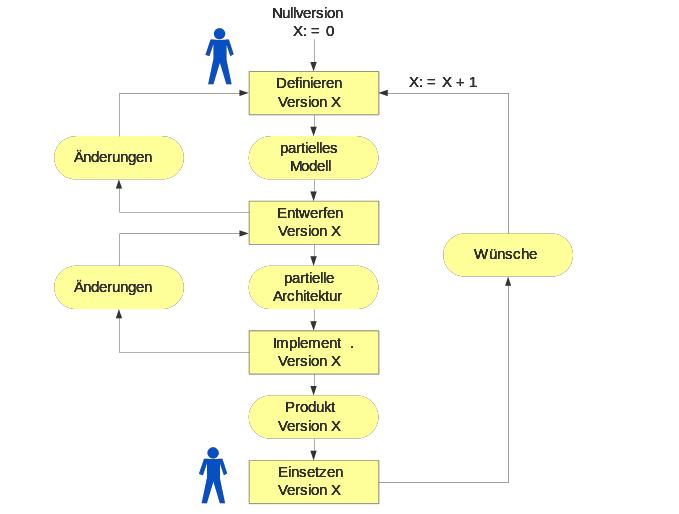 Nullversion
X: = 0
Definieren
Version X
X: = X + 1
partielles
Modell
Änderungen
Entwerfen
Version X
Wünsche
partielle
Architektur
Änderungen
Implement .
Version X
Produkt
Version X
Einsetzen
Version X